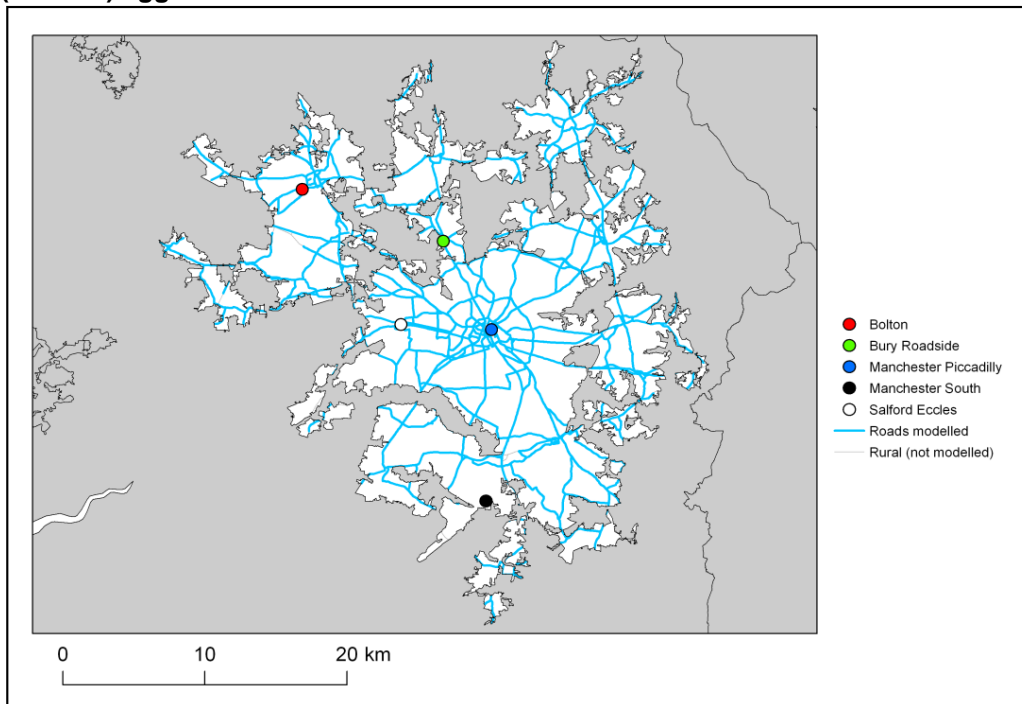 Bolton
Bury Roadside
Manchester Piccadilly
Manchester South
Salford Eccles
Roads modelled
Rural (not modelled)
0 10 20 km